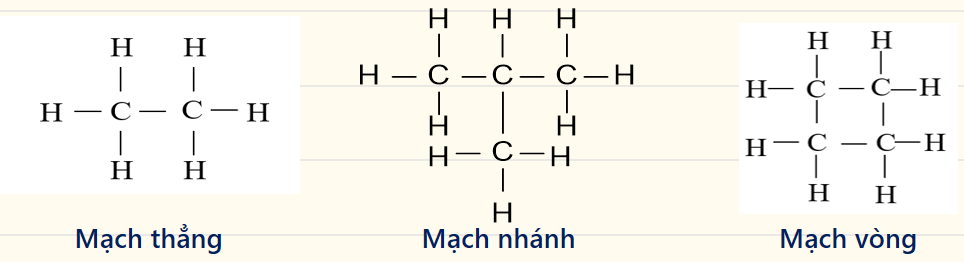 H H
H — C — C — H
H H
Mạch thẳng
H H H
H — C — C — C — H
H H
H — C — H
H
Mạch nhánh
H H
H — C — C — H
H — C — C — H
H H
Mạch vòng